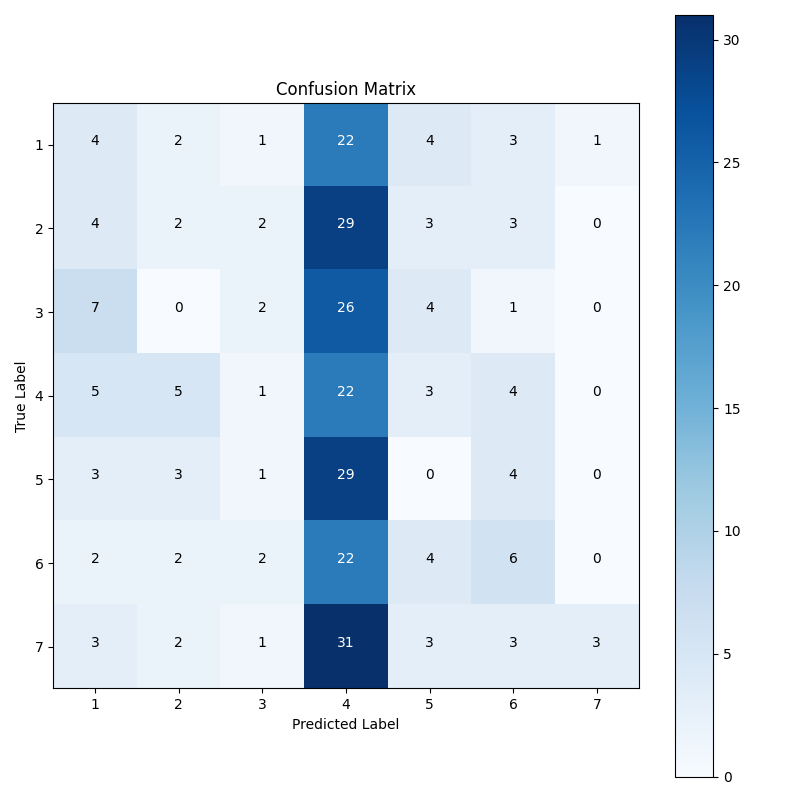 Confusion Matrix
1 4 2 1 22 4 3 1
2 4 2 2 29 3 3 0
3 7 0 2 26 4 1 0
4 5 5 1 22 3 4 0
5 3 3 1 29 0 4 0
6 2 2 2 22 4 6 0
7 3 2 1 31 3 3 3
1 2 3 4 5 6 7
Predicted Label
True Label
30
25
20
15
10
5
0